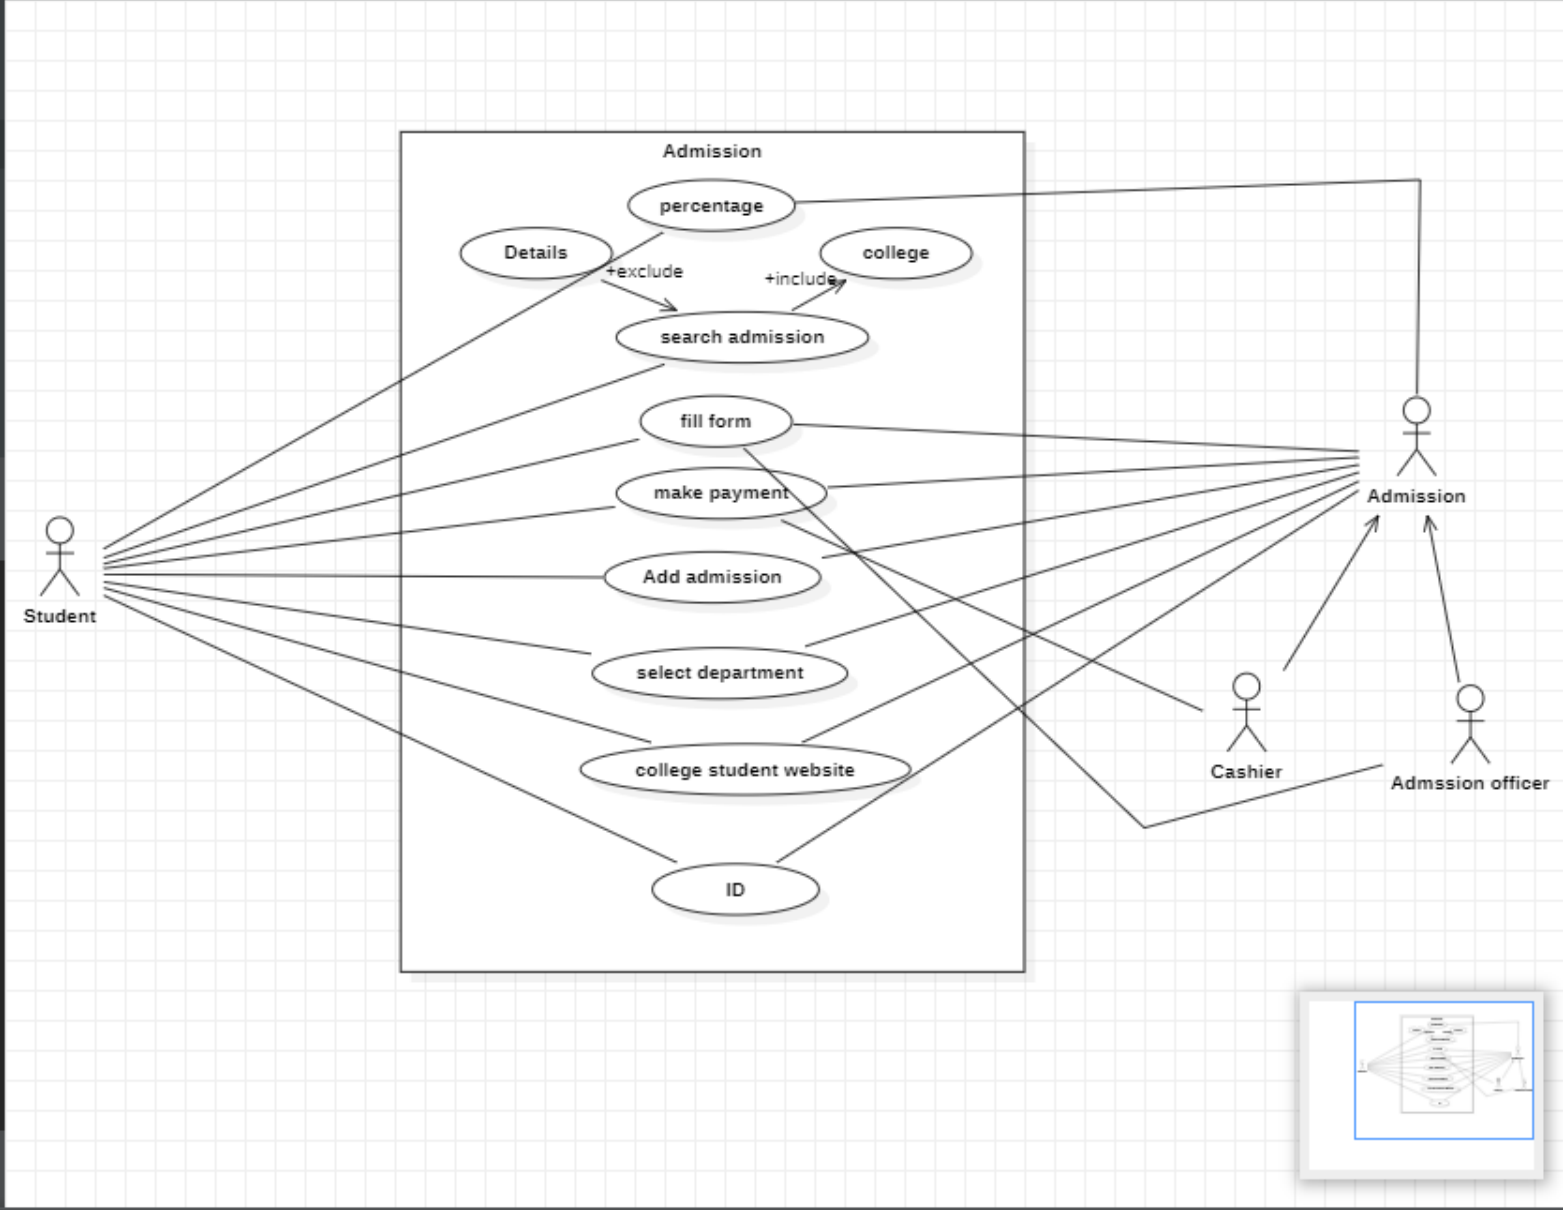 Admission
percentage
Details
college
+exclude
+include
search admission
fill form
make payment
Admission
Add admission
Student
select department
college student website
Cashier
Admssion officer
ID